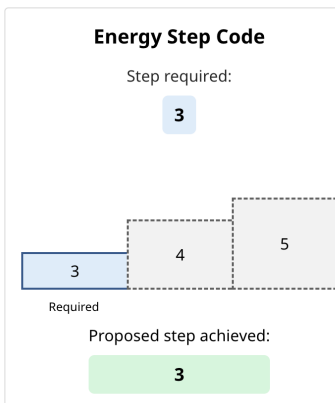 Energy Step Code
Step required:
3
3 4 5
Required
Proposed step achieved:
3